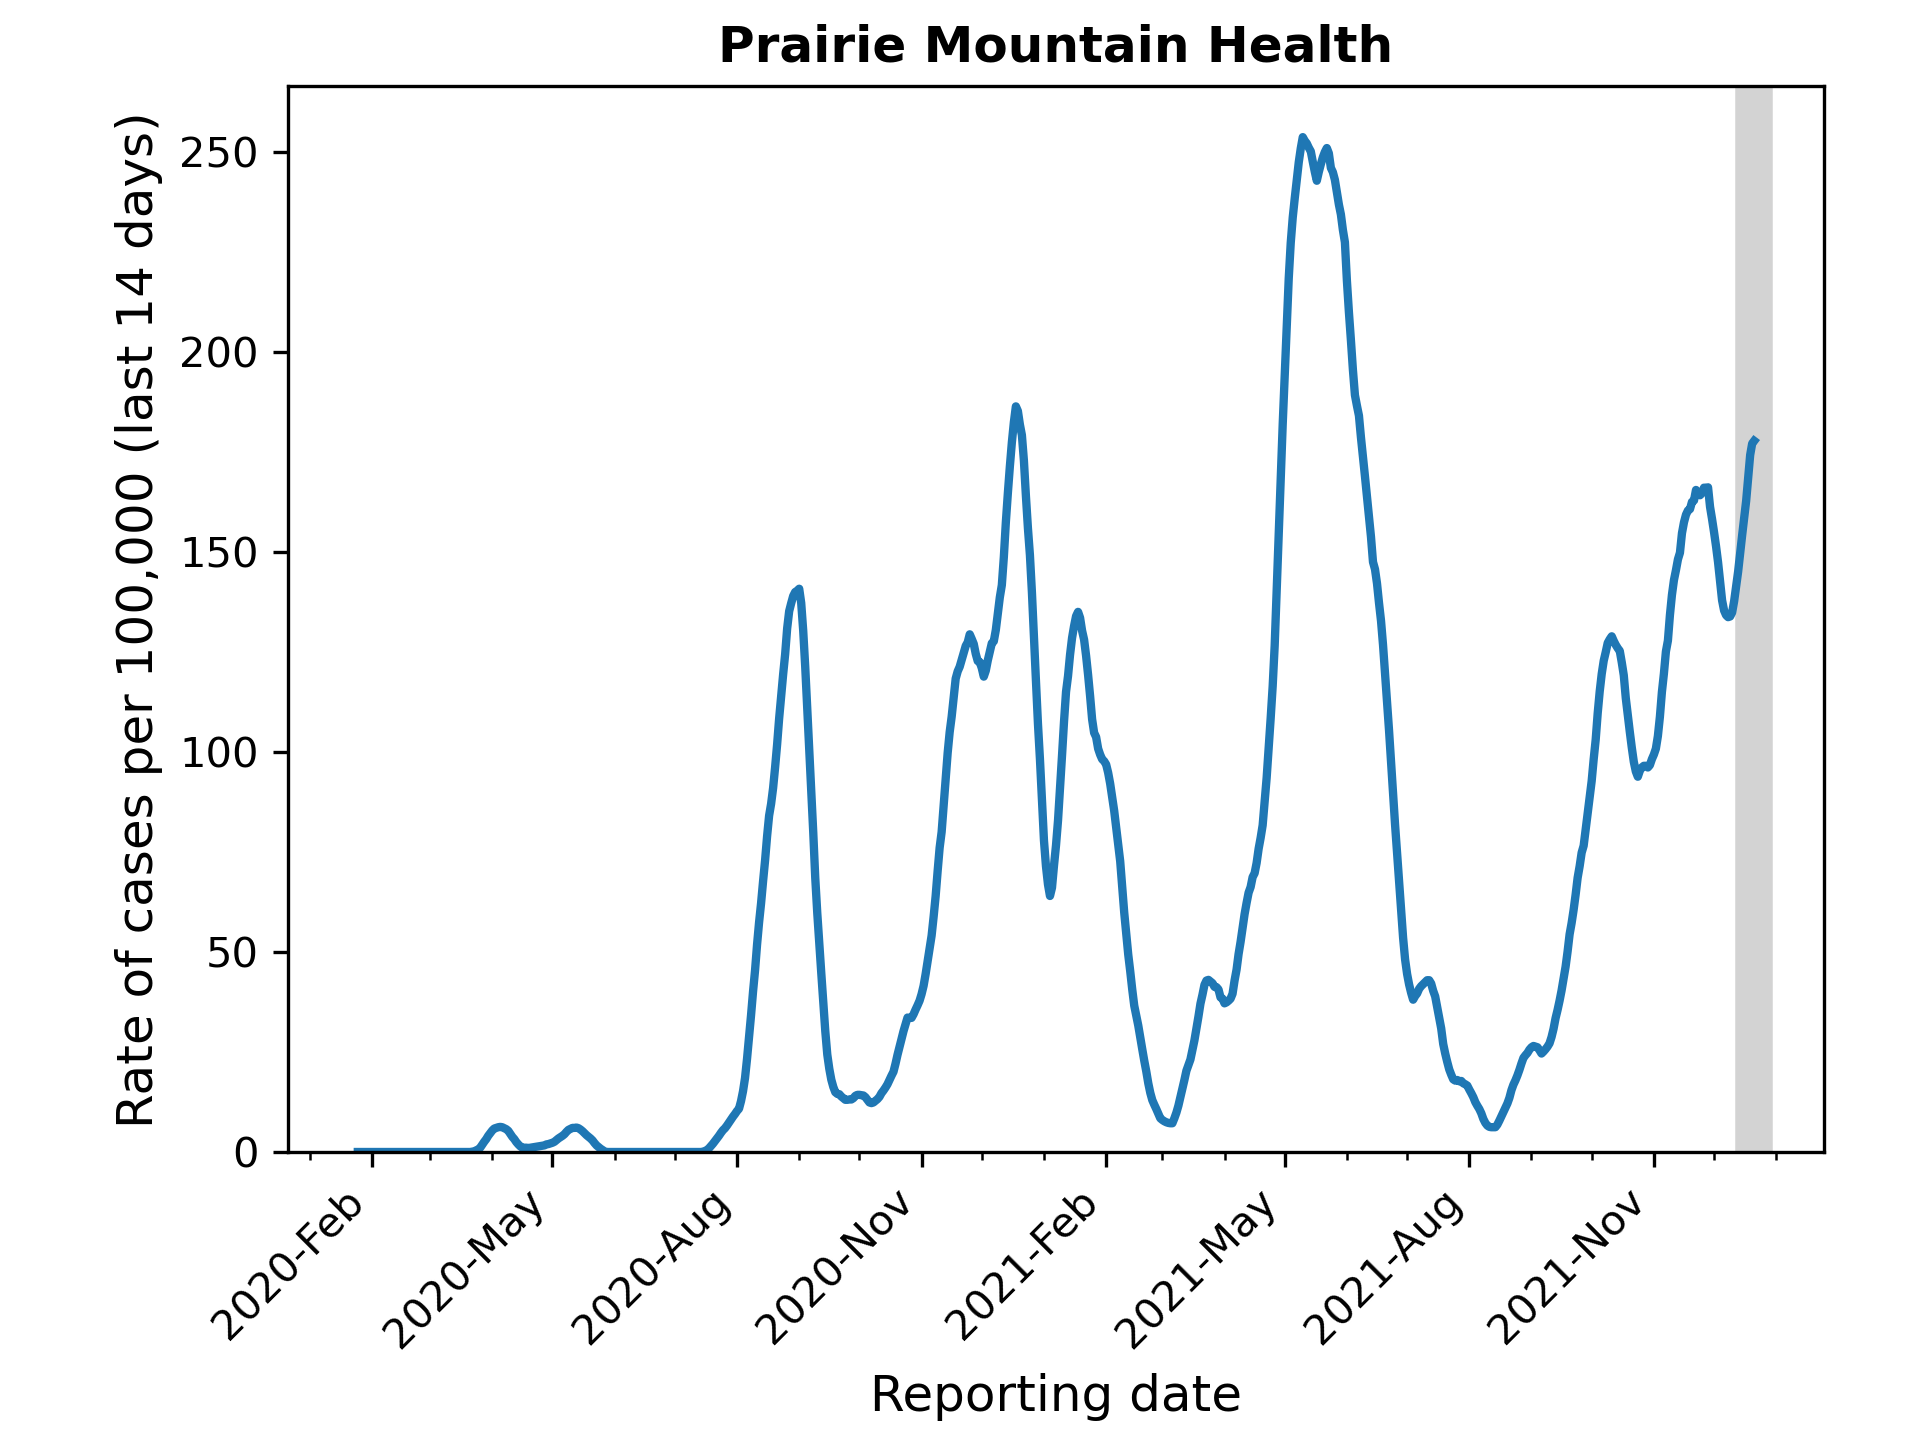 Prairie Mountain Health
Rate of cases per 100,000 (last 14 days)
250
200
150
100
50
0
2020-Feb
2020-May
2020-Aug
2020-Nov
2021-Feb
2021-May
2021-Aug
2021-Nov
Reporting date